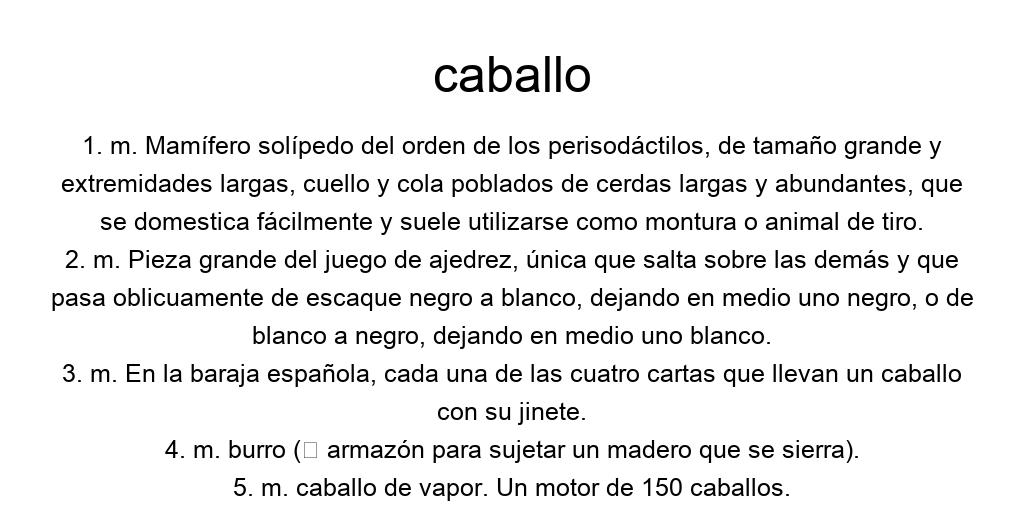 caballo
1. m. Mamífero solípedo del orden de los perisodáctilos, de tamaño grande y
extremidades largas, cuello y cola poblados de cerdas largas y abundantes, que
se domestica fácilmente y suele utilizarse como montura o animal de tiro.
2. m. Pieza grande del juego de ajedrez, única que salta sobre las demás y que
pasa oblicuamente de escaque negro a blanco, dejando en medio uno negro, o de
blanco a negro, dejando en medio uno blanco.
3. m. En la baraja española, cada una de las cuatro cartas que llevan un caballo
con su jinete.
4. m. burro (▯ armazón para sujetar un madero que se sierra).
5. m. caballo de vapor. Un motor de 150 caballos.